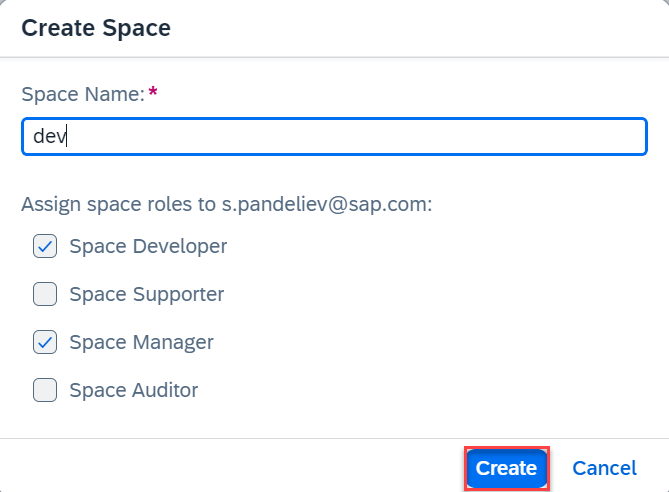 Create Space
Space Name:*
dev
Assign space roles to s.pandeliev@sap.com:
Space Developer
Space Supporter
Space Manager
Space Auditor
Create Cancel